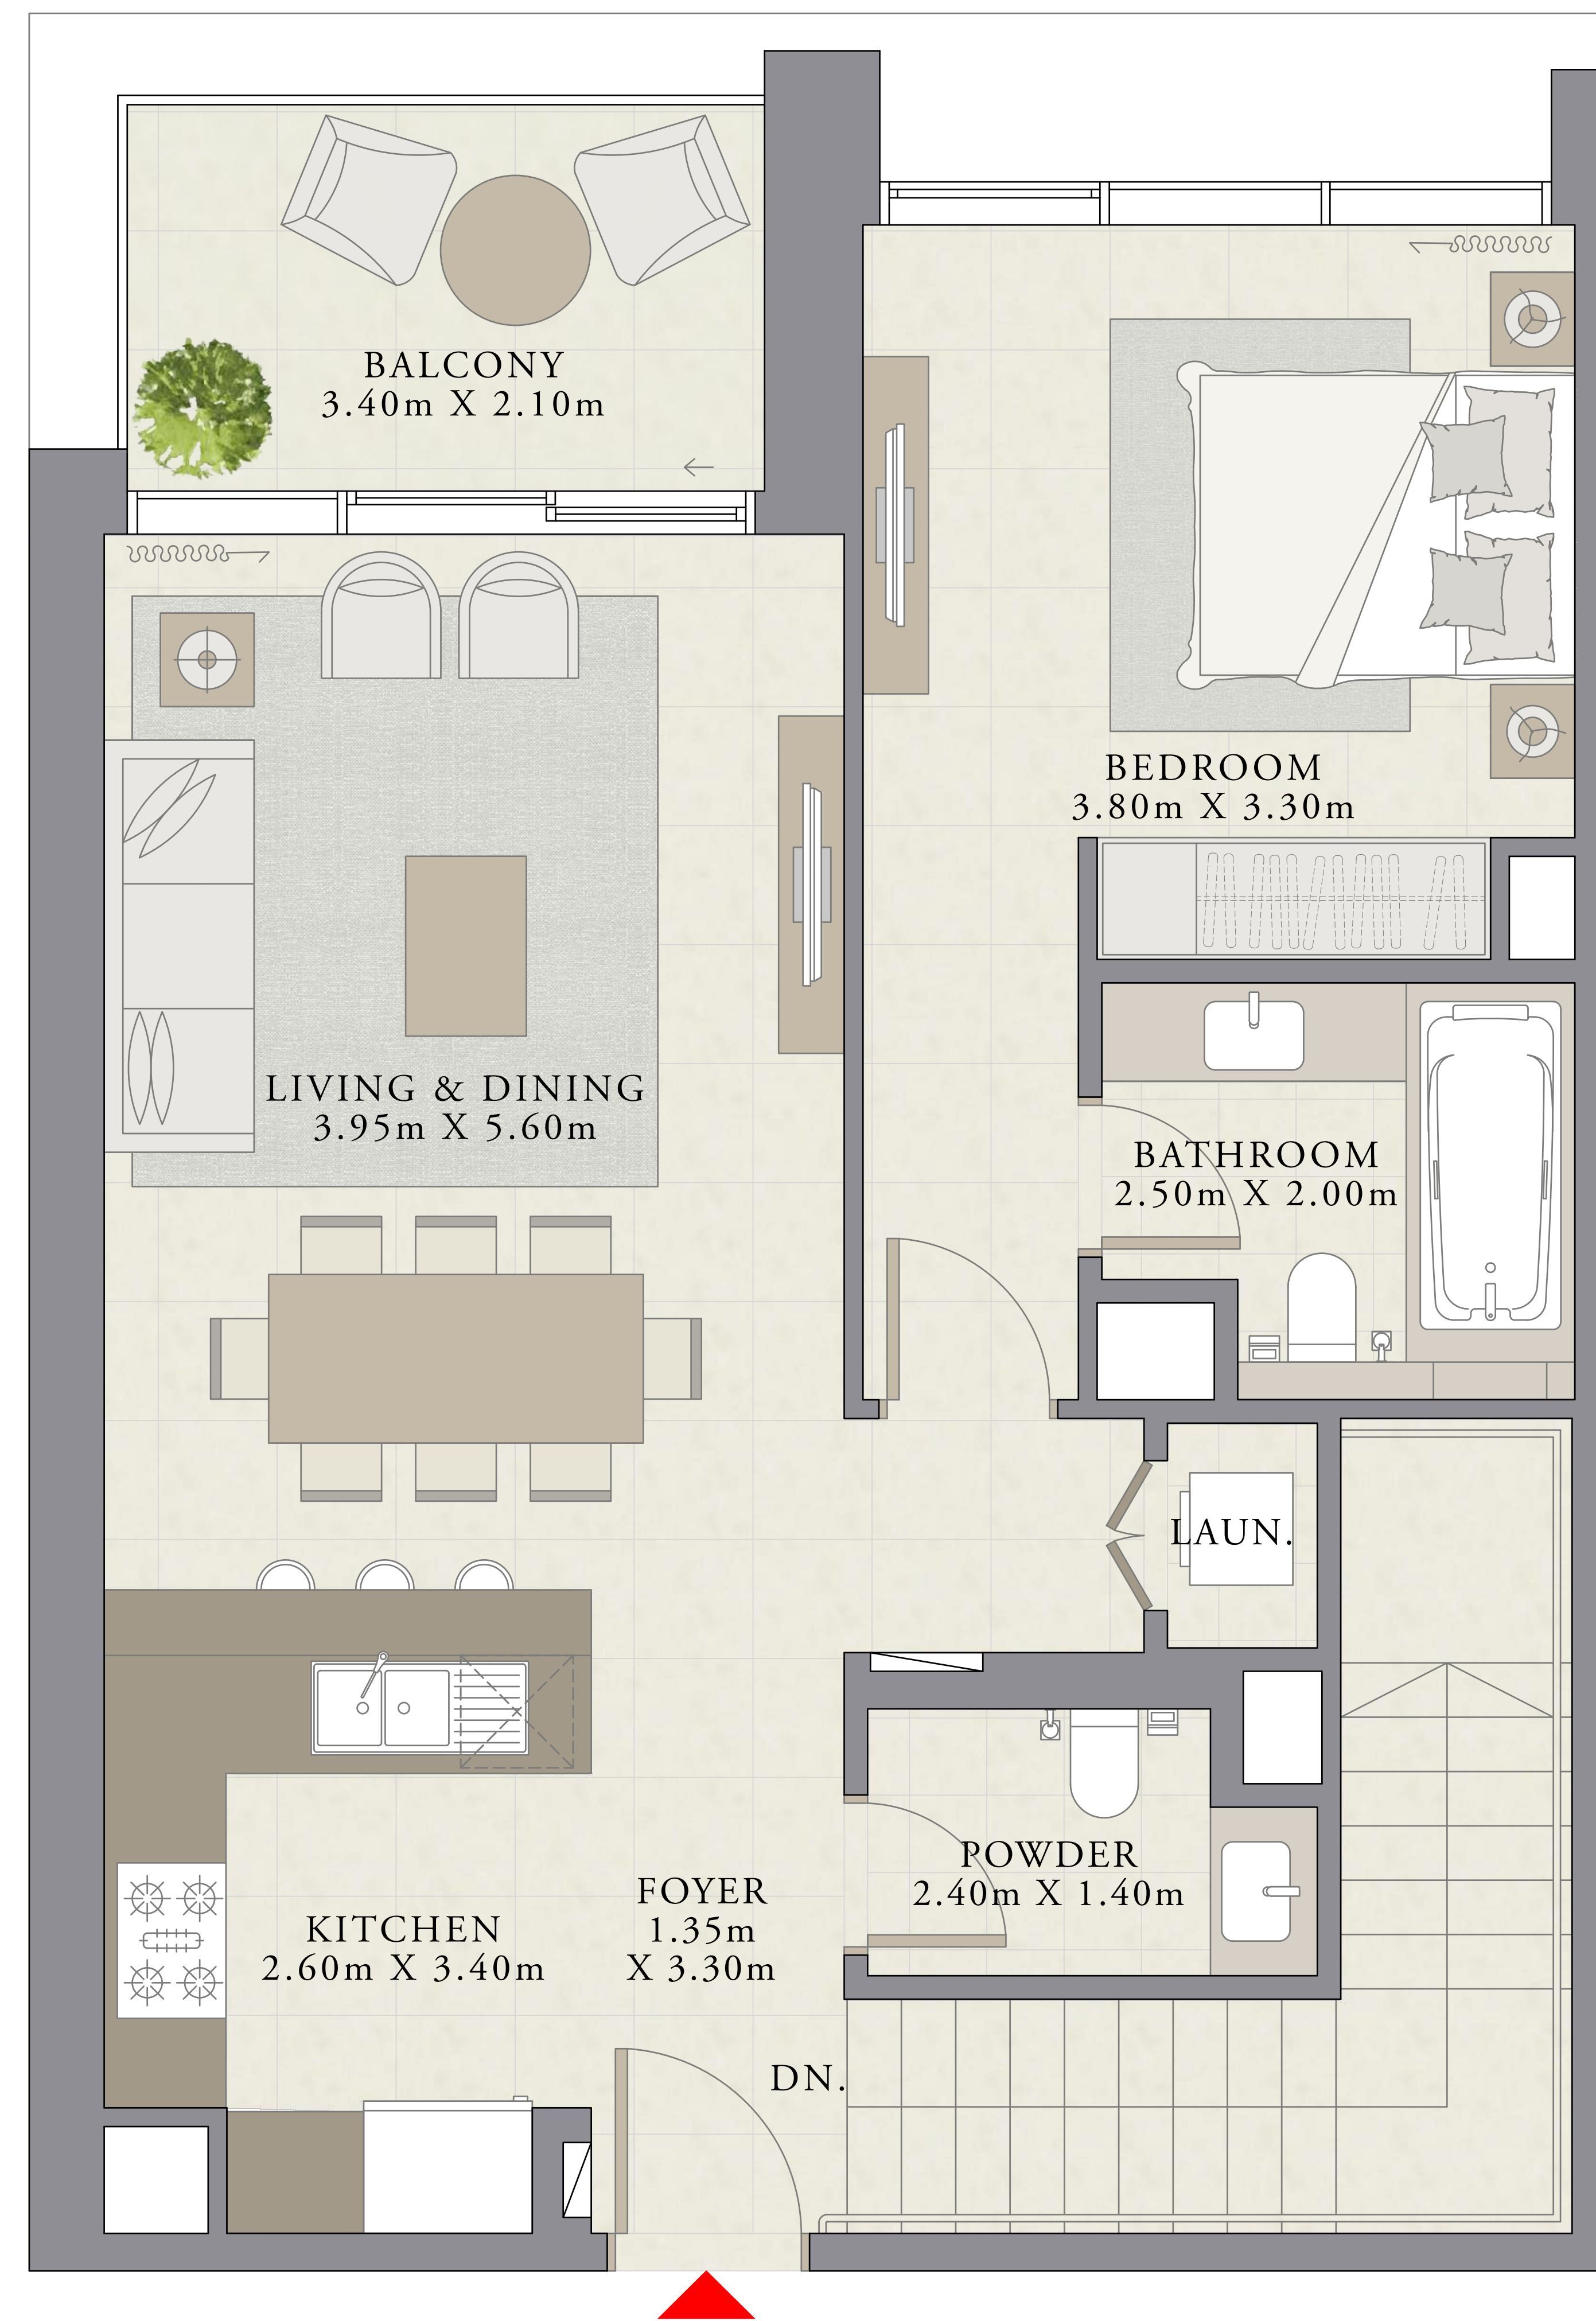 BALCONY
3.40m X 2.10m
BEDROOM
3.80m X 3.30m
LIVING & DINING
3.95m X 5.60m
BATHROOM
2.50m X 2.00m
LAUN.
POWDER
2.40m X 1.40m
FOYER
1.35m
X 3.30m
KITCHEN
2.60m X 3.40m
DN.